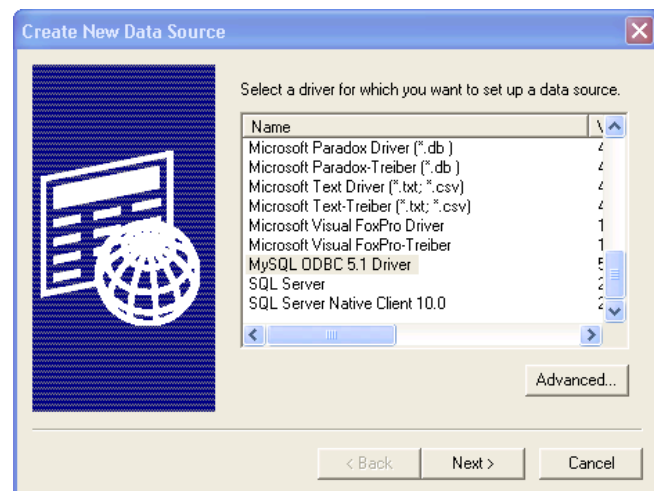 Create New Data Source
Select a driver for which you want to set up a data source.
Name
Microsoft Paradox Driver (*.db )
Microsoft Paradox-Treiber (*.db )
Microsoft Text Driver (*.txt; *.csv)
Microsoft Text-Treiber (*.txt; *.csv)
Microsoft Visual FoxPro Driver
Microsoft Visual FoxPro-Treiber
MySQL ODBC 5.1 Driver
SQL Server
SQL Server Native Client 10.0
Advanced...
< Back
Next >
Cancel